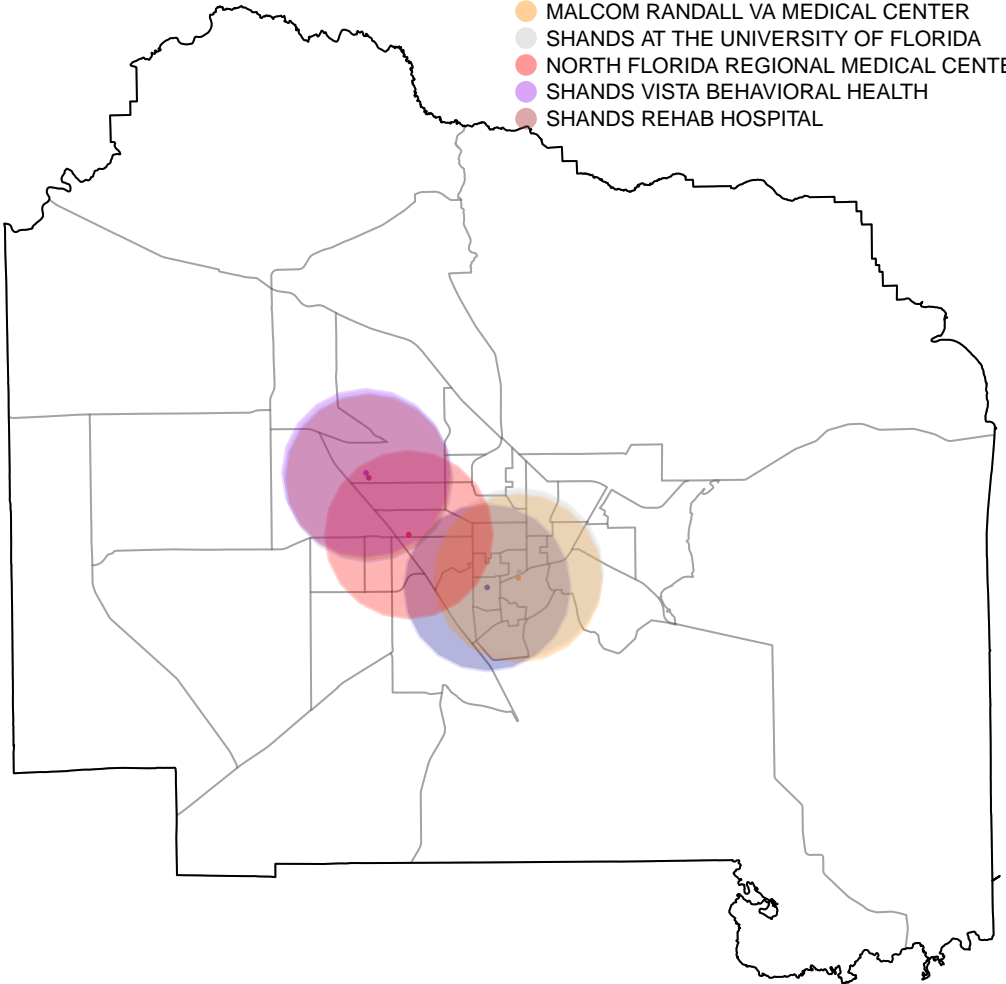 MALCOM RANDALL VA MEDICAL CENTER
SHANDS AT THE UNIVERSITY OF FLORIDA
NORTH FLORIDA REGIONAL MEDICAL CENTE
SHANDS VISTA BEHAVIORAL HEALTH
SHANDS REHAB HOSPITAL